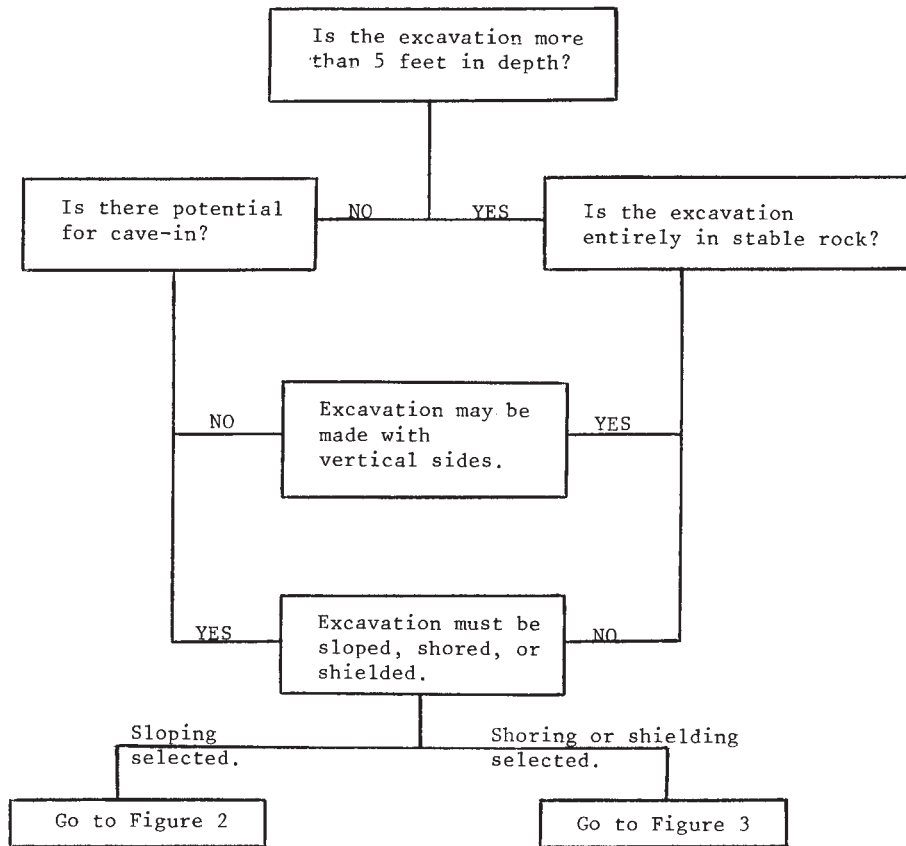 Is the excavation more
than 5 feet in depth?
Is there potential
for cave-in?
NO
YES
Is the excavation
entirely in stable rock?
NO
Excavation may be
made with
vertical sides.
YES
YES
Excavation must be
sloped, shored, or
shielded.
NO
Sloping
selected.
Shoring or shielding
selected.
Go to Figure 2
Go to Figure 3